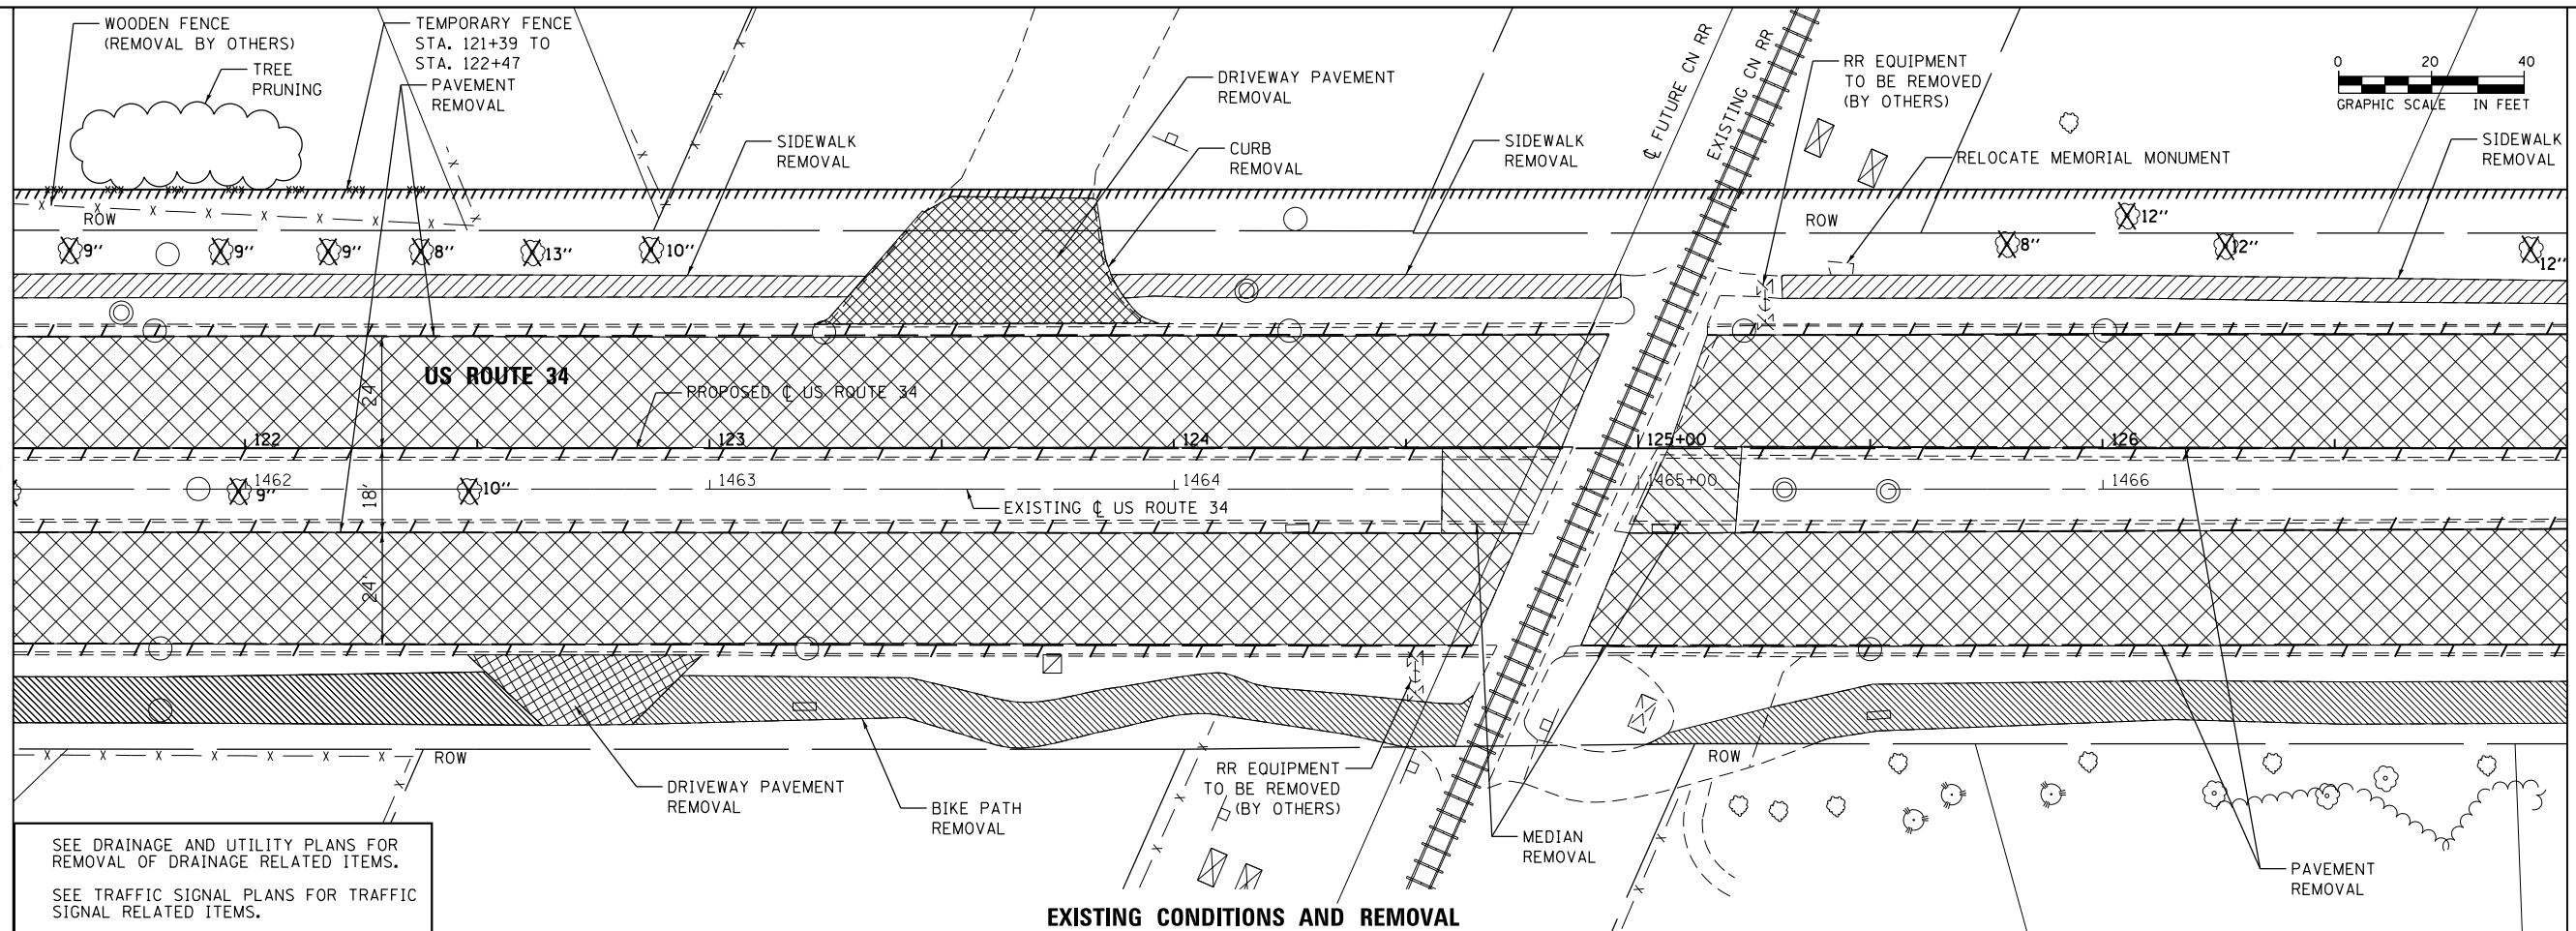 WOODEN FENCE
(REMOVAL BY OTHERS)
TREE
PRUNING
TEMPORARY FENCE
STA. 121+39 TO
STA. 122+47
PAVEMENT
REMOVAL
SIDEWALK
REMOVAL
DRIVEWAY PAVEMENT
REMOVAL
CURB
REMOVAL
SIDEWALK
REMOVAL
℄ FUTURE CN RR
EXISTING CN RR
RR EQUIPMENT
TO BE REMOVED
(BY OTHERS)
RELOCATE MEMORIAL MONUMENT
0 20 40
GRAPHIC SCALE IN FEET
SIDEWALK
REMOVAL
ROW
ROW
9'' 9'' 9'' 8'' 13'' 10''
8'' 12'' 12'' 12''
US ROUTE 34
24'
PROPOSED ℄ US ROUTE 34
122 123 124 125+00 126
1462 1463 1464 1465+00 1466
9'' 10''
18'
EXISTING ℄ US ROUTE 34
24'
ROW
ROW
DRIVEWAY PAVEMENT
REMOVAL
BIKE PATH
REMOVAL
RR EQUIPMENT
TO BE REMOVED
(BY OTHERS)
MEDIAN
REMOVAL
PAVEMENT
REMOVAL
SEE DRAINAGE AND UTILITY PLANS FOR
REMOVAL OF DRAINAGE RELATED ITEMS.
SEE TRAFFIC SIGNAL PLANS FOR TRAFFIC
SIGNAL RELATED ITEMS.
EXISTING CONDITIONS AND REMOVAL